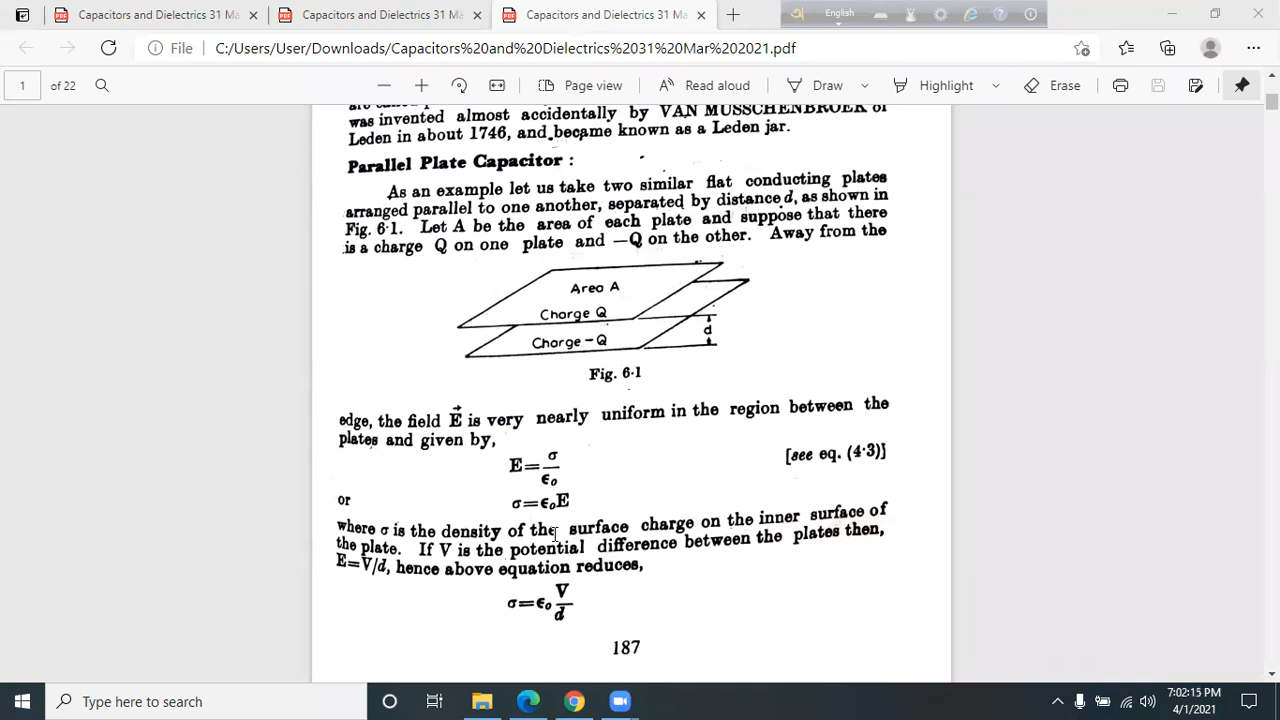 Capacitors and Dielectrics 31 Ma
Capacitors and Dielectrics 31 Ma
Capacitors and Dielectrics 31 Ma
English
File
C:/Users/User/Downloads/Capacitors%20and%20Dielectrics%2031%20Mar%202021.pdf
1 of 22
Page view
Read aloud
Draw
Highlight
Erase
was invented almost accidentally by VAN MUSSCHENBROEK of
Leden in about 1746, and became known as a Leden jar.
Parallel Plate Capacitor :
As an example let us take two similar flat conducting plates
arranged parallel to one another, separated by distance d, as shown in
Fig. 6·1. Let A be the area of each plate and suppose that there
is a charge Q on one plate and —Q on the other. Away from the
Area A
Charge Q
Charge -Q
d
Fig. 6·1
edge, the field E⃗ is very nearly uniform in the region between the
plates and given by,
E=σ/ϵ₀ [see eq. (4·3)]
or σ=ϵ₀E
where σ is the density of the surface charge on the inner surface of
the plate. If V is the potential difference between the plates then,
E=V/d, hence above equation reduces,
σ=ϵ₀ V/d
187
Type here to search
7:02:15 PM
4/1/2021